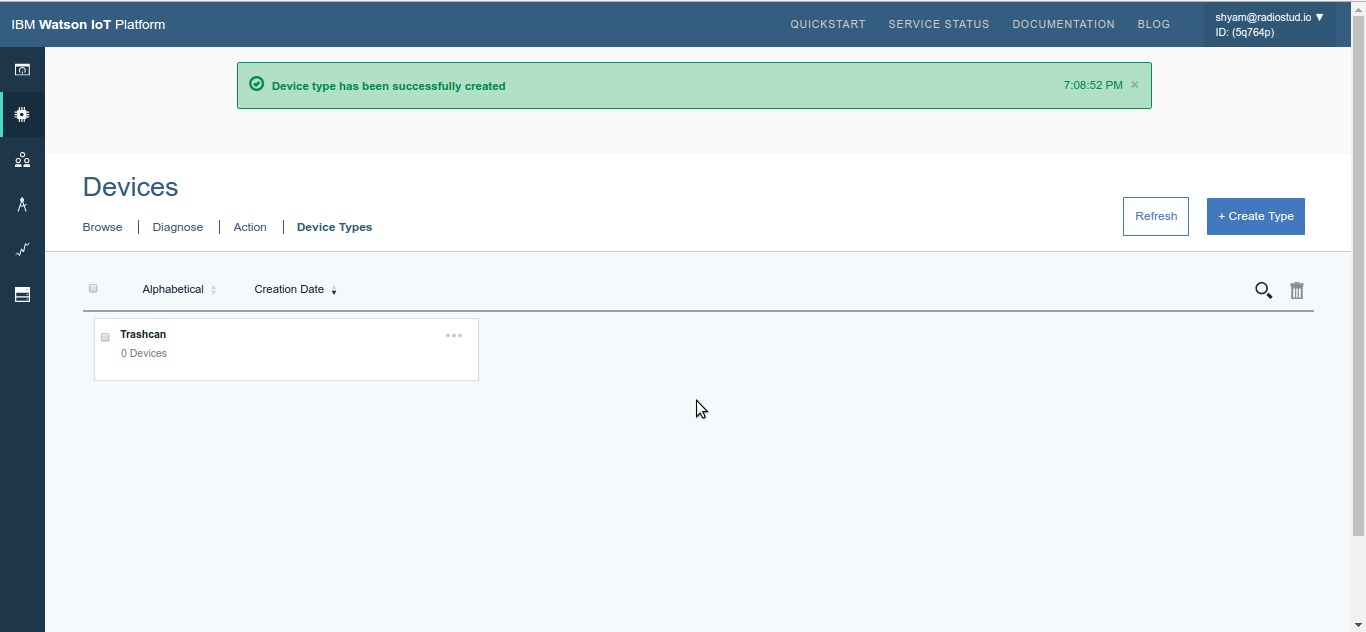 IBM Watson IoT Platform
QUICKSTART SERVICE STATUS DOCUMENTATION BLOG
shyam@radiostud.io ▼
ID: (5q764p)
Device type has been successfully created 7:08:52 PM ×
Devices
Browse | Diagnose | Action | Device Types
Refresh
+ Create Type
Alphabetical Creation Date
Trashcan
0 Devices